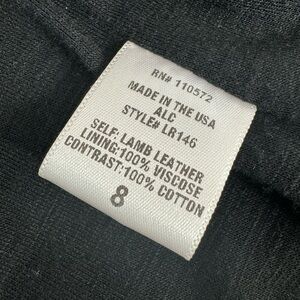 RN# 110572
MADE IN THE USA
ALC
STYLE# LR146
SELF: LAMB LEATHER
LINING:100% VISCOSE
CONTRAST:100% COTTON
8